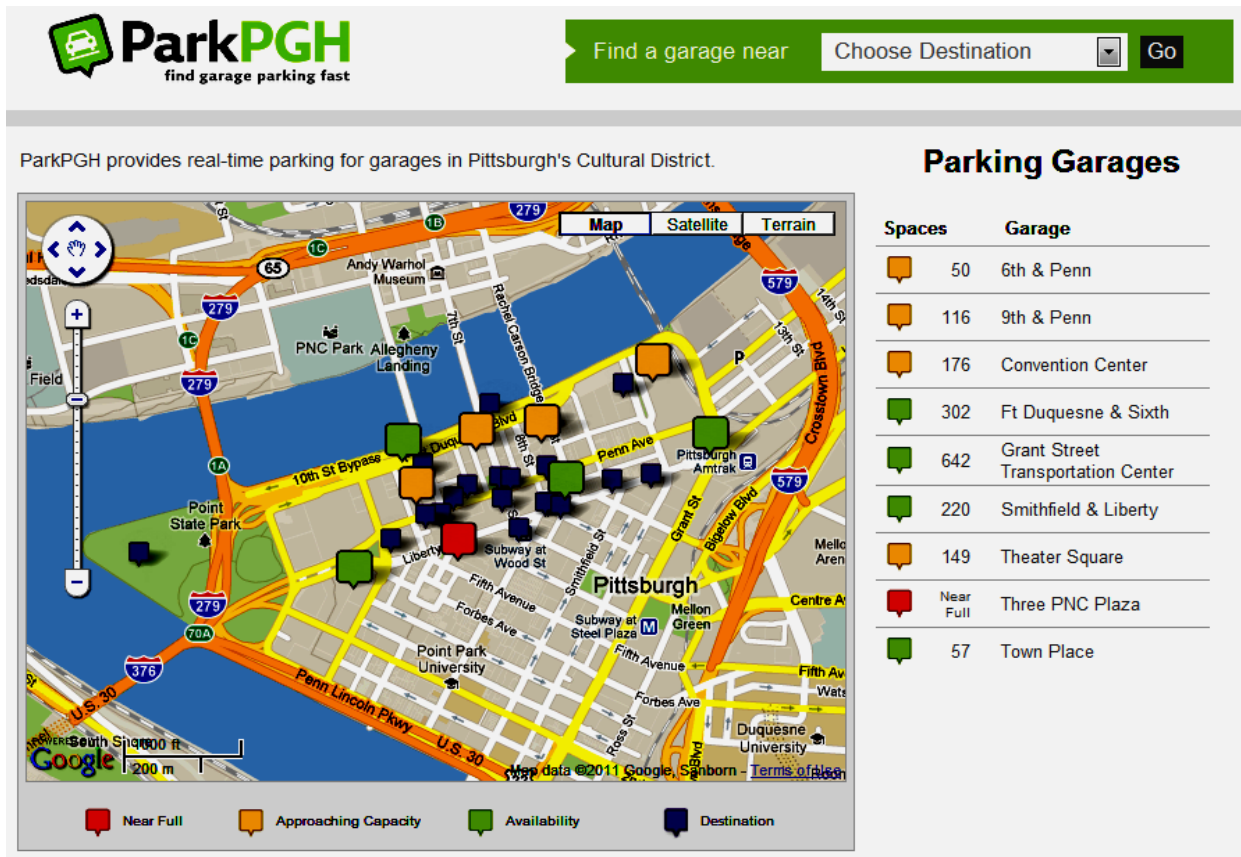 ParkPGH
find garage parking fast
Find a garage near
Choose Destination
Go
ParkPGH provides real-time parking for garages in Pittsburgh's Cultural District.
Map
Satellite
Terrain
279
1B
1C
65
Andy Warhol
Museum
579
279
14th St
13th St
7th St
Rachel Carson Bridge
1C
PNC Park
Allegheny
Landing
P
Field
279
Crosstown Blvd
Blvd
8th St
Penn Ave
Pittsburgh
Amtrak
1A
10th St Bypass
579
Point
State Park
Grant St
Bigelow Blvd
Liberty
Subway at
Wood St
Smithfield St
Fifth Avenue
Pittsburgh
279
Forbes Ave
Mellon
Green
Centre Av
Subway at
Steel Plaza
M
70A
Point Park
University
Fifth Avenue
376
Fifth Av
Penn Lincoln Pkwy
Forbes Ave
U.S. 30
Ross St
Duquesne
University
U.S. 30
Google
1000 ft
200 m
Map data ©2011 Google, Sanborn - Terms of Use
Near Full
Approaching Capacity
Availability
Destination
Parking Garages
Spaces Garage
50 6th & Penn
116 9th & Penn
176 Convention Center
302 Ft Duquesne & Sixth
642 Grant Street
Transportation Center
220 Smithfield & Liberty
149 Theater Square
Near
Full Three PNC Plaza
57 Town Place